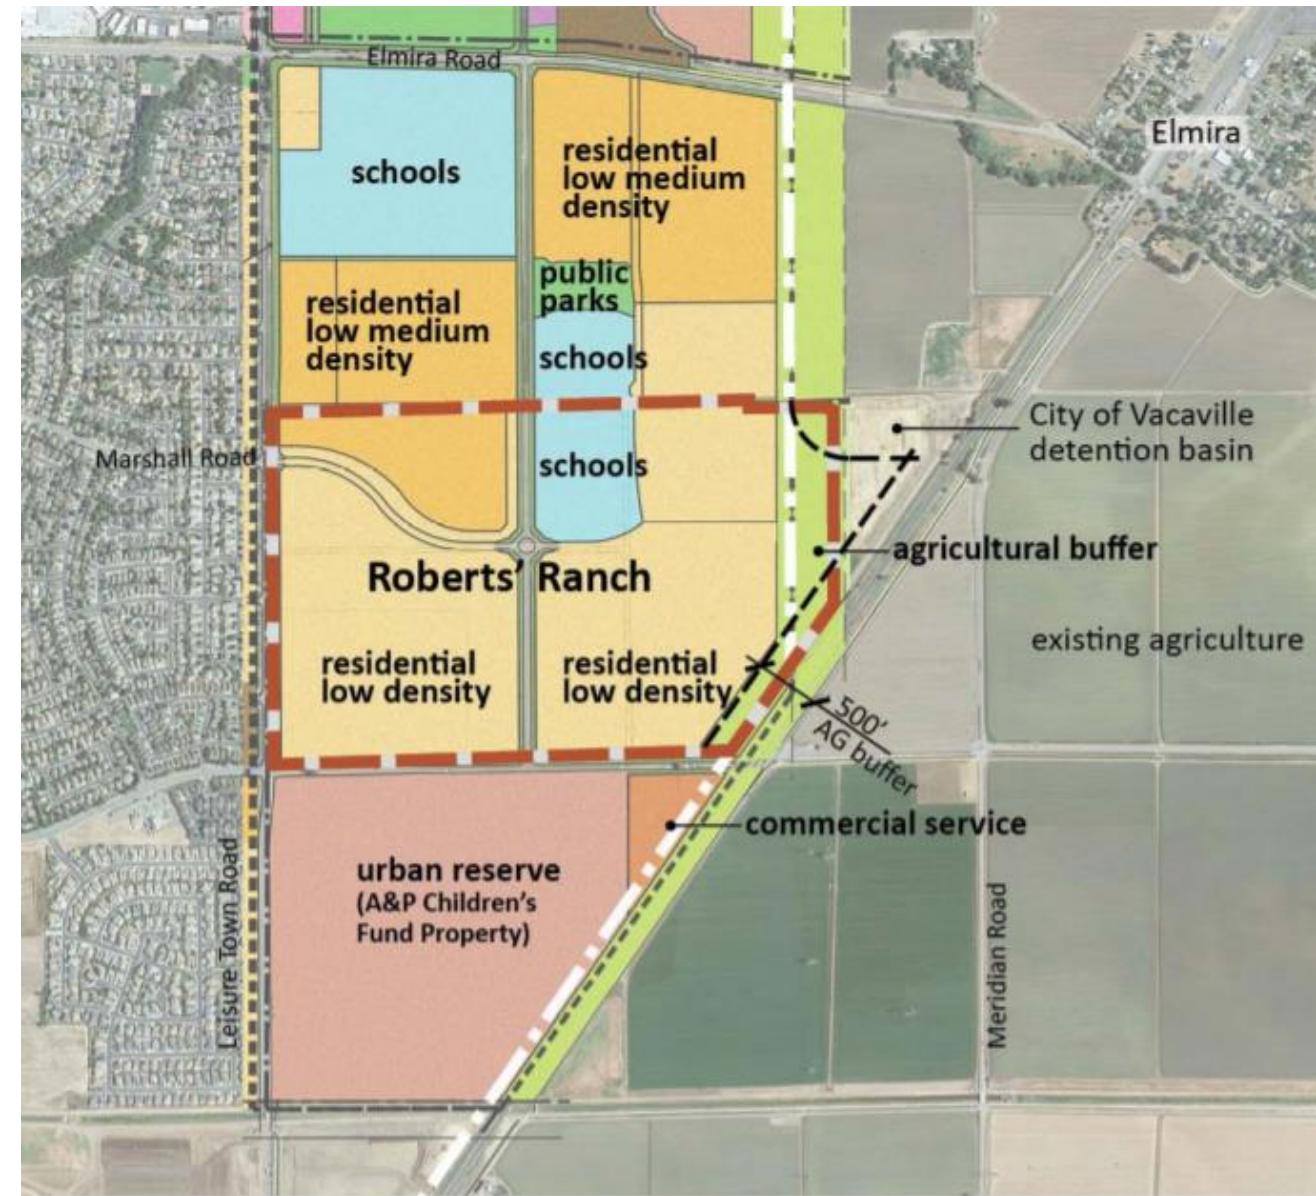 Elmira Road
Elmira
schools
residential
low medium
density
public
parks
residential
low medium
density
schools
City of Vacaville
detention basin
Marshall Road
schools
agricultural buffer
Roberts' Ranch
existing agriculture
residential
low density
residential
low density
500'
AG buffer
commercial service
urban reserve
(A&P Children's
Fund Property)
Leisure Town Road
Meridian Road